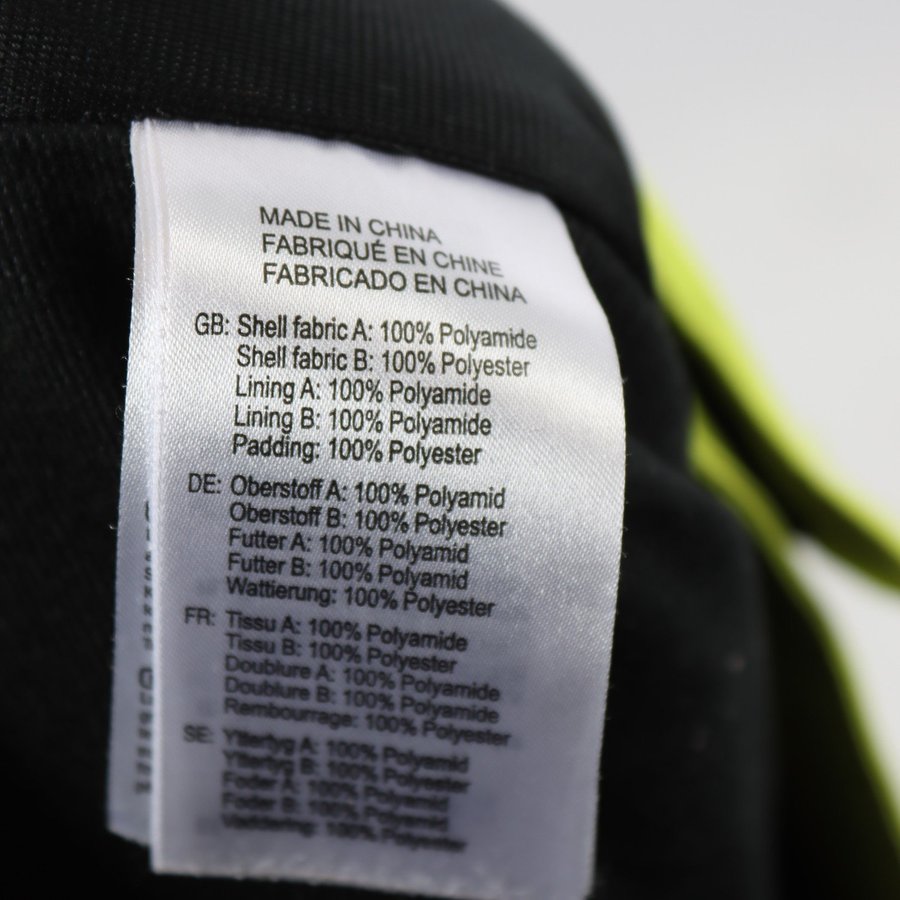 MADE IN CHINA
FABRIQUÉ EN CHINE
FABRICADO EN CHINA
GB: Shell fabric A: 100% Polyamide
Shell fabric B: 100% Polyester
Lining A: 100% Polyamide
Lining B: 100% Polyamide
Padding: 100% Polyester
DE: Oberstoff A: 100% Polyamid
Oberstoff B: 100% Polyester
Futter A: 100% Polyamid
Futter B: 100% Polyamid
Wattierung: 100% Polyester
FR: Tissu A: 100% Polyamide
Tissu B: 100% Polyester
Doublure A: 100% Polyamide
Doublure B: 100% Polyamide
Rembourrage: 100% Polyester
SE: Yttertyg A: 100% Polyamid
Yttertyg B: 100% Polyester
Foder A: 100% Polyamid
Foder B: 100% Polyamid
100% Polyester